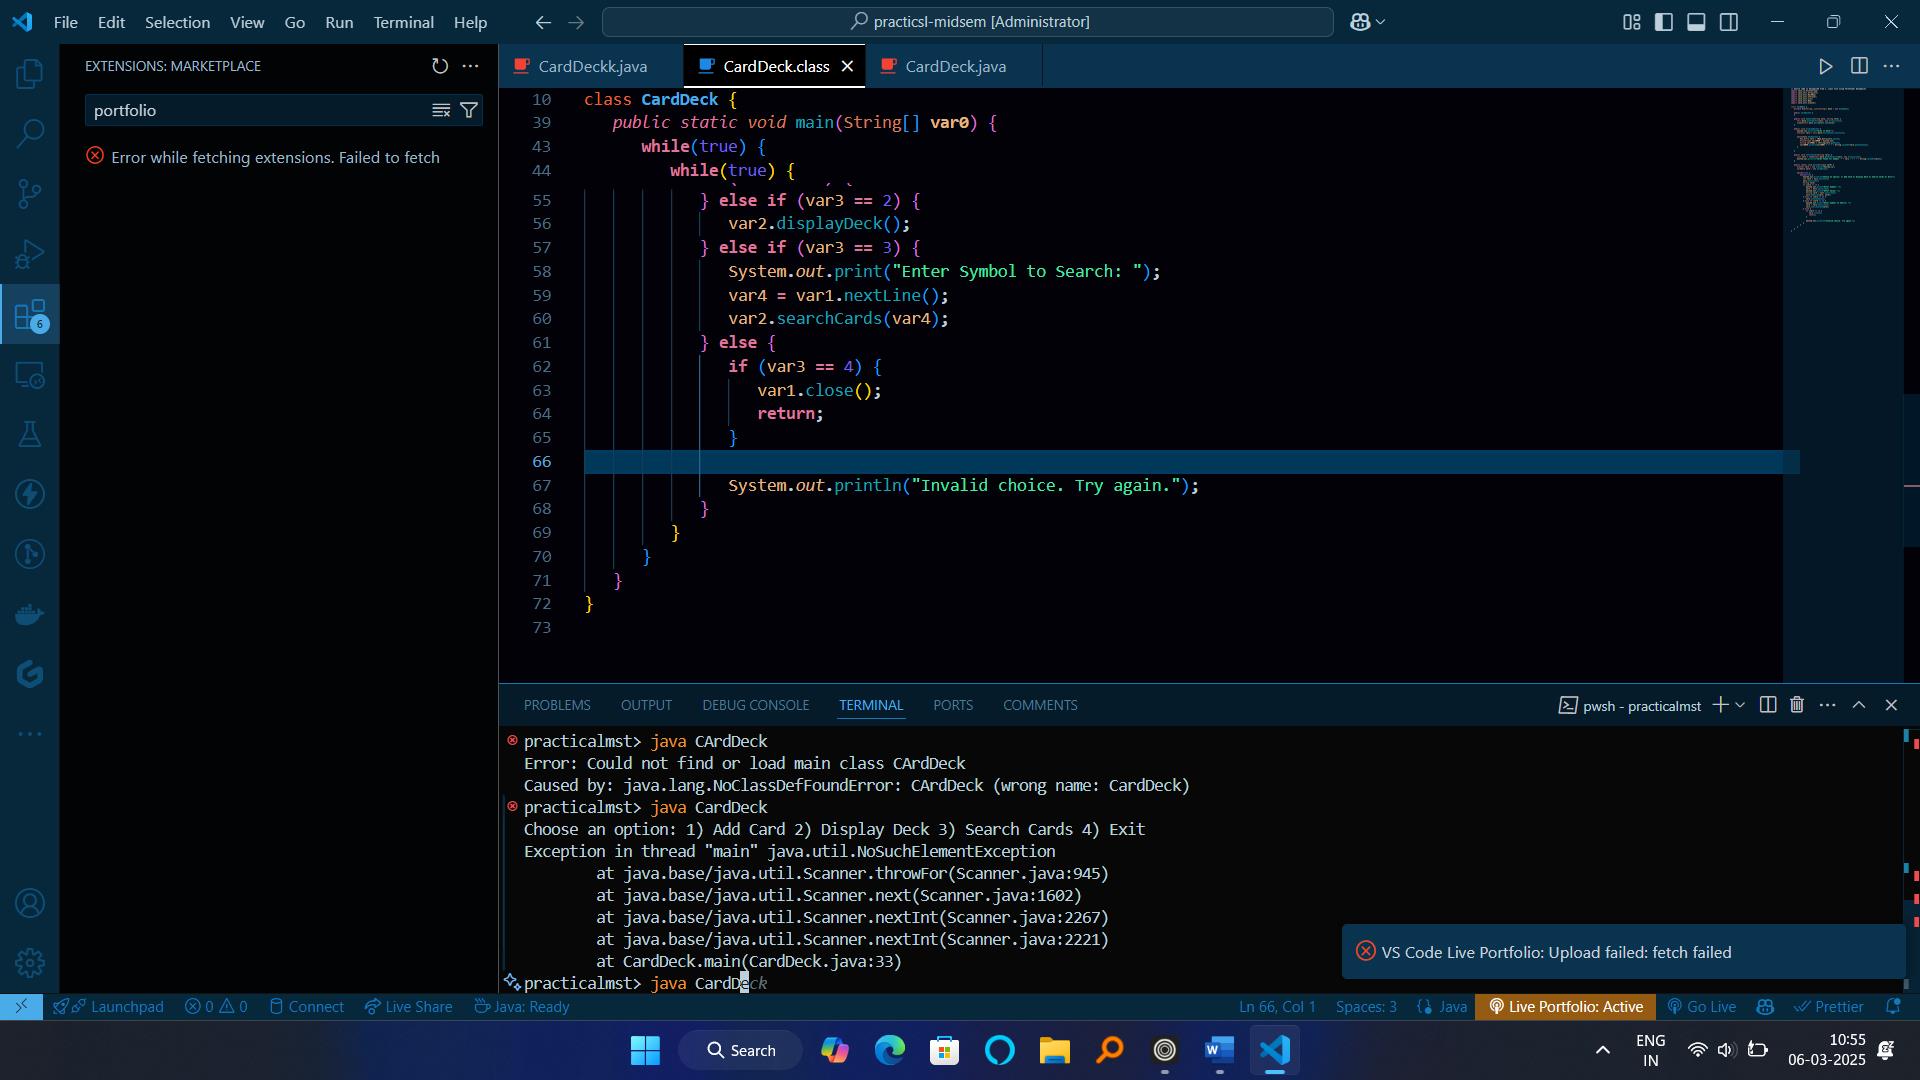 File Edit Selection View Go Run Terminal Help
practicsl-midsem [Administrator]
EXTENSIONS: MARKETPLACE
portfolio
Error while fetching extensions. Failed to fetch
6
CardDeckk.java
CardDeck.class
CardDeck.java
10 class CardDeck {
39 public static void main(String[] var0) {
43 while(true) {
44 while(true) {
55 } else if (var3 == 2) {
56 var2.displayDeck();
57 } else if (var3 == 3) {
58 System.out.print("Enter Symbol to Search: ");
59 var4 = var1.nextLine();
60 var2.searchCards(var4);
61 } else {
62 if (var3 == 4) {
63 var1.close();
64 return;
65 }
66
67 System.out.println("Invalid choice. Try again.");
68 }
69 }
70 }
71 }
72 }
73
PROBLEMS OUTPUT DEBUG CONSOLE TERMINAL PORTS COMMENTS
pwsh - practicalmst
practicalmst> java CArdDeck
Error: Could not find or load main class CArdDeck
Caused by: java.lang.NoClassDefFoundError: CArdDeck (wrong name: CardDeck)
practicalmst> java CardDeck
Choose an option: 1) Add Card 2) Display Deck 3) Search Cards 4) Exit
Exception in thread "main" java.util.NoSuchElementException
at java.base/java.util.Scanner.throwFor(Scanner.java:945)
at java.base/java.util.Scanner.next(Scanner.java:1602)
at java.base/java.util.Scanner.nextInt(Scanner.java:2267)
at java.base/java.util.Scanner.nextInt(Scanner.java:2221)
at CardDeck.main(CardDeck.java:33)
practicalmst> java CardDeck
VS Code Live Portfolio: Upload failed: fetch failed
Launchpad 0 0 Connect Live Share Java: Ready
Ln 66, Col 1 Spaces: 3 Java Live Portfolio: Active Go Live Prettier
Search
ENG
IN
10:55
06-03-2025